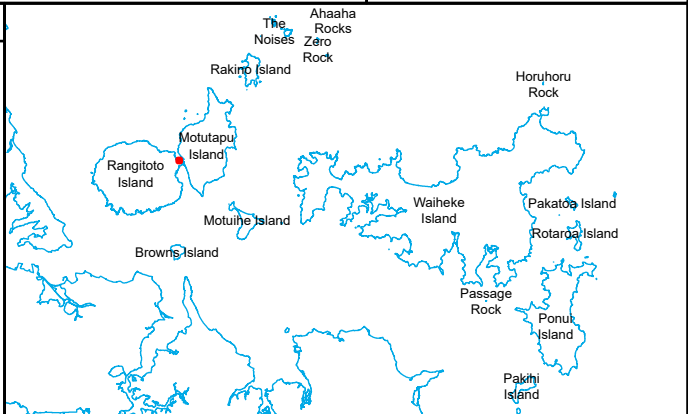 The
Noises
Ahaaha
Rocks
Zero
Rock
Rakino Island
Horuhoru
Rock
Motutapu
Island
Rangitoto
Island
Waiheke
Island
Pakatoa Island
Motuihe Island
Rotaroa Island
Browns Island
Passage
Rock
Ponui
Island
Pakihi
Island